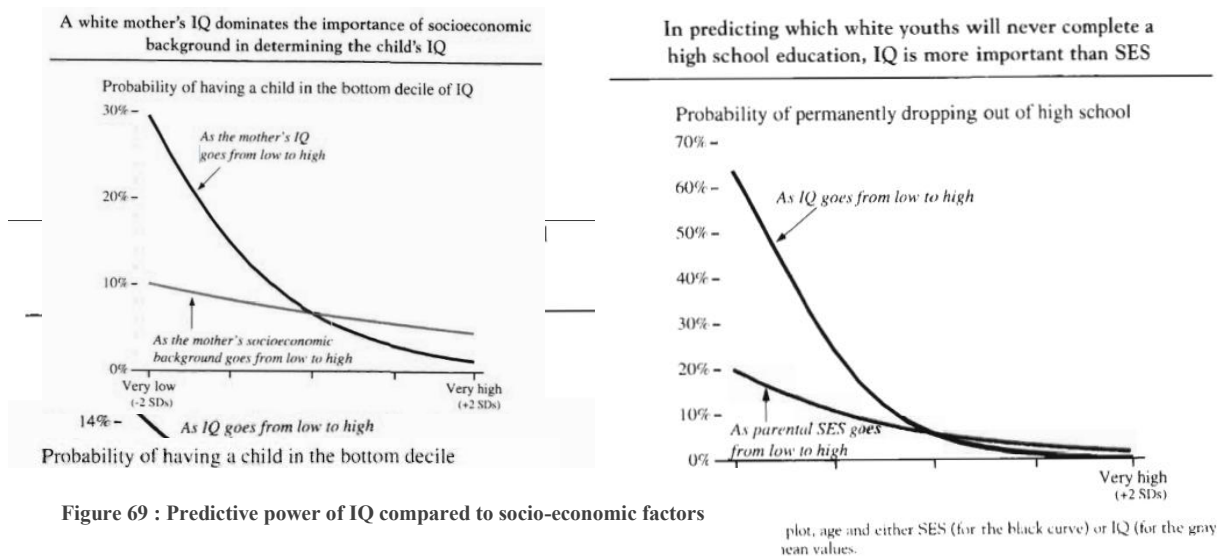 A white mother's IQ dominates the importance of socioeconomic
background in determining the child's IQ
Probability of having a child in the bottom decile of IQ
30% –
As the mother's IQ
goes from low to high
20% –
10% –
As the mother's socioeconomic
background goes from low to high
0%
Very low
(-2 SDs)
Very high
(+2 SDs)
14% –
As IQ goes from low to high
Probability of having a child in the bottom decile
In predicting which white youths will never complete a
high school education, IQ is more important than SES
Probability of permanently dropping out of high school
70% –
60% –
As IQ goes from low to high
50% –
40% –
30% –
20% –
10% –
As parental SES goes
from low to high
0% –
Very high
(+2 SDs)
Figure 69 : Predictive power of IQ compared to socio-economic factors
plot, age and either SES (for the black curve) or IQ (for the gray
values.